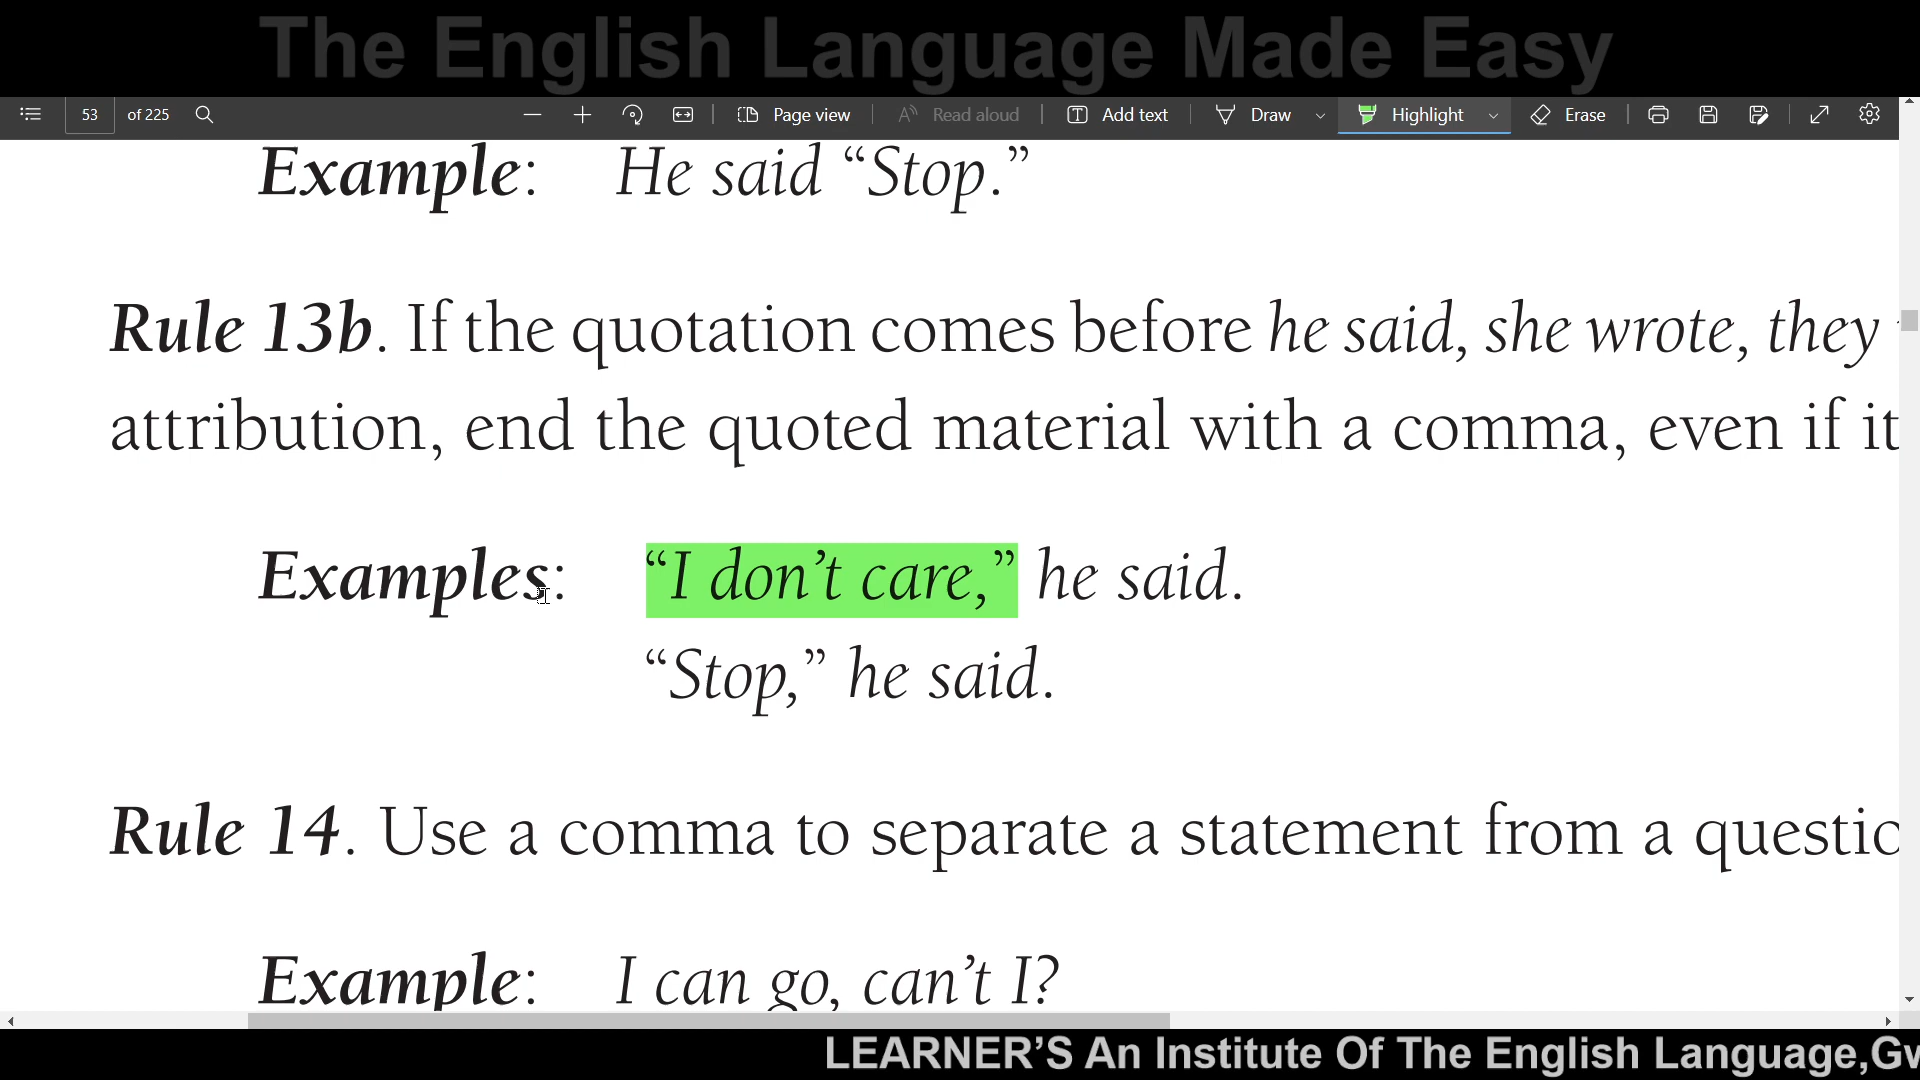 The English Language Made Easy
53 of 225 Page view Read aloud Add text Draw Highlight Erase
Example: He said “Stop.”
Rule 13b. If the quotation comes before he said, she wrote, they
attribution, end the quoted material with a comma, even if it
Examples: “I don’t care,” he said.
“Stop,” he said.
Rule 14. Use a comma to separate a statement from a questio
Example: I can go, can’t I?
LEARNER’S An Institute Of The English Language,Gw